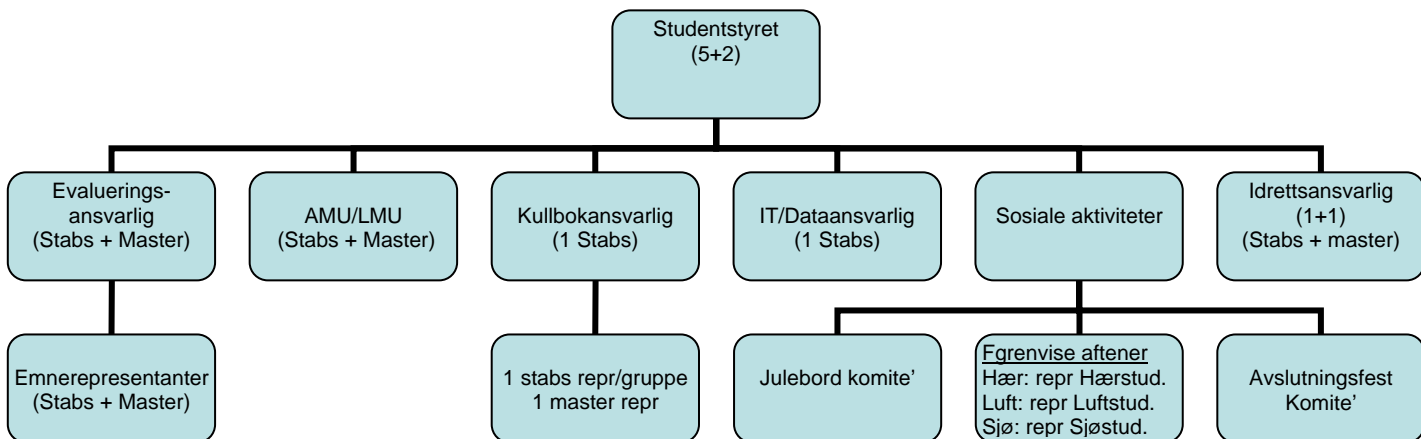 Studentstyret
(5+2)
Evaluerings-
ansvarlig
(Stabs + Master)
AMU/LMU
(Stabs + Master)
Kullbokansvarlig
(1 Stabs)
IT/Dataansvarlig
(1 Stabs)
Sosiale aktiviteter
Idrettsansvarlig
(1+1)
(Stabs + master)
Emnerepresentanter
(Stabs + Master)
1 stabs repr/gruppe
1 master repr
Julebord komite’
Fgrenvise aftener
Hær: repr Hærstud.
Luft: repr Luftstud.
Sjø: repr Sjøstud.
Avslutningsfest
Komite’